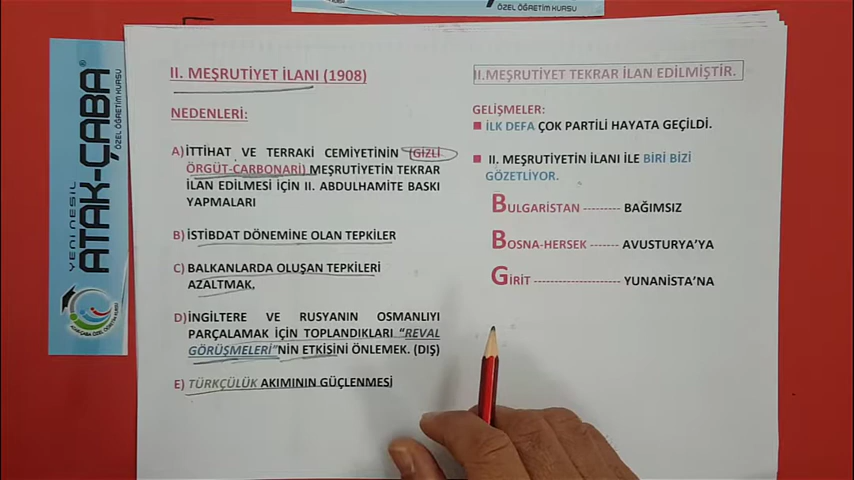 ÖZEL ÖĞRETİM KURSU
ÖZEL ÖĞRETİM KURSU
YENİ NESİL
ATAK-ÇABA
ÖZEL ÖĞRETİM KURSU
II. MEŞRUTİYET İLANI (1908)
NEDENLERİ:
A) İTTİHAT VE TERRAKİ CEMİYETİNİN (GİZLİ
ÖRGÜT-CARBONARİ) MEŞRUTİYETİN TEKRAR
İLAN EDİLMESİ İÇİN II. ABDULHAMİTE BASKI
YAPMALARI
B) İSTİBDAT DÖNEMİNE OLAN TEPKİLER
C) BALKANLARDA OLUŞAN TEPKİLERİ
AZALTMAK.
D) İNGİLTERE VE RUSYANIN OSMANLIYI
PARÇALAMAK İÇİN TOPLANDIKLARI “REVAL
GÖRÜŞMELERİ”NİN ETKİSİNİ ÖNLEMEK. (DIŞ)
E) TÜRKÇÜLÜK AKIMININ GÜÇLENMESİ
II.MEŞRUTİYET TEKRAR İLAN EDİLMİŞTİR.
GELİŞMELER:
■ İLK DEFA ÇOK PARTİLİ HAYATA GEÇİLDİ.
■ II. MEŞRUTİYETİN İLANI İLE BİRİ BİZİ
GÖZETLİYOR.
BULGARİSTAN --------- BAĞIMSIZ
BOSNA-HERSEK ------- AVUSTURYA’YA
GİRİT --------------------- YUNANİSTA’NA